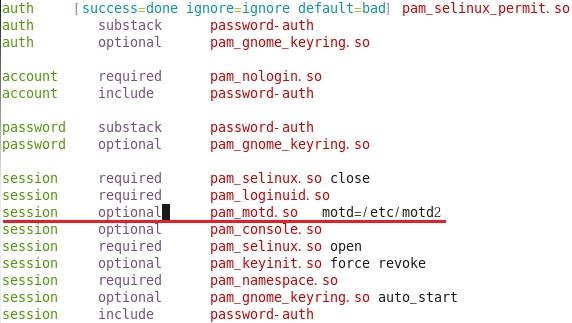 auth     [success=done ignore=ignore default=bad] pam_selinux_permit.so
auth     substack      password-auth
auth     optional      pam_gnome_keyring.so
account     required      pam_nologin.so
account     include      password-auth
password     substack      password-auth
password     optional      pam_gnome_keyring.so
session     required      pam_selinux.so close
session     required      pam_loginuid.so
session     optional      pam_motd.so   motd=/etc/motd2
session     optional      pam_console.so
session     required      pam_selinux.so open
session     optional      pam_keyinit.so force revoke
session     required      pam_namespace.so
session     optional      pam_gnome_keyring.so auto_start
session     include      password-auth